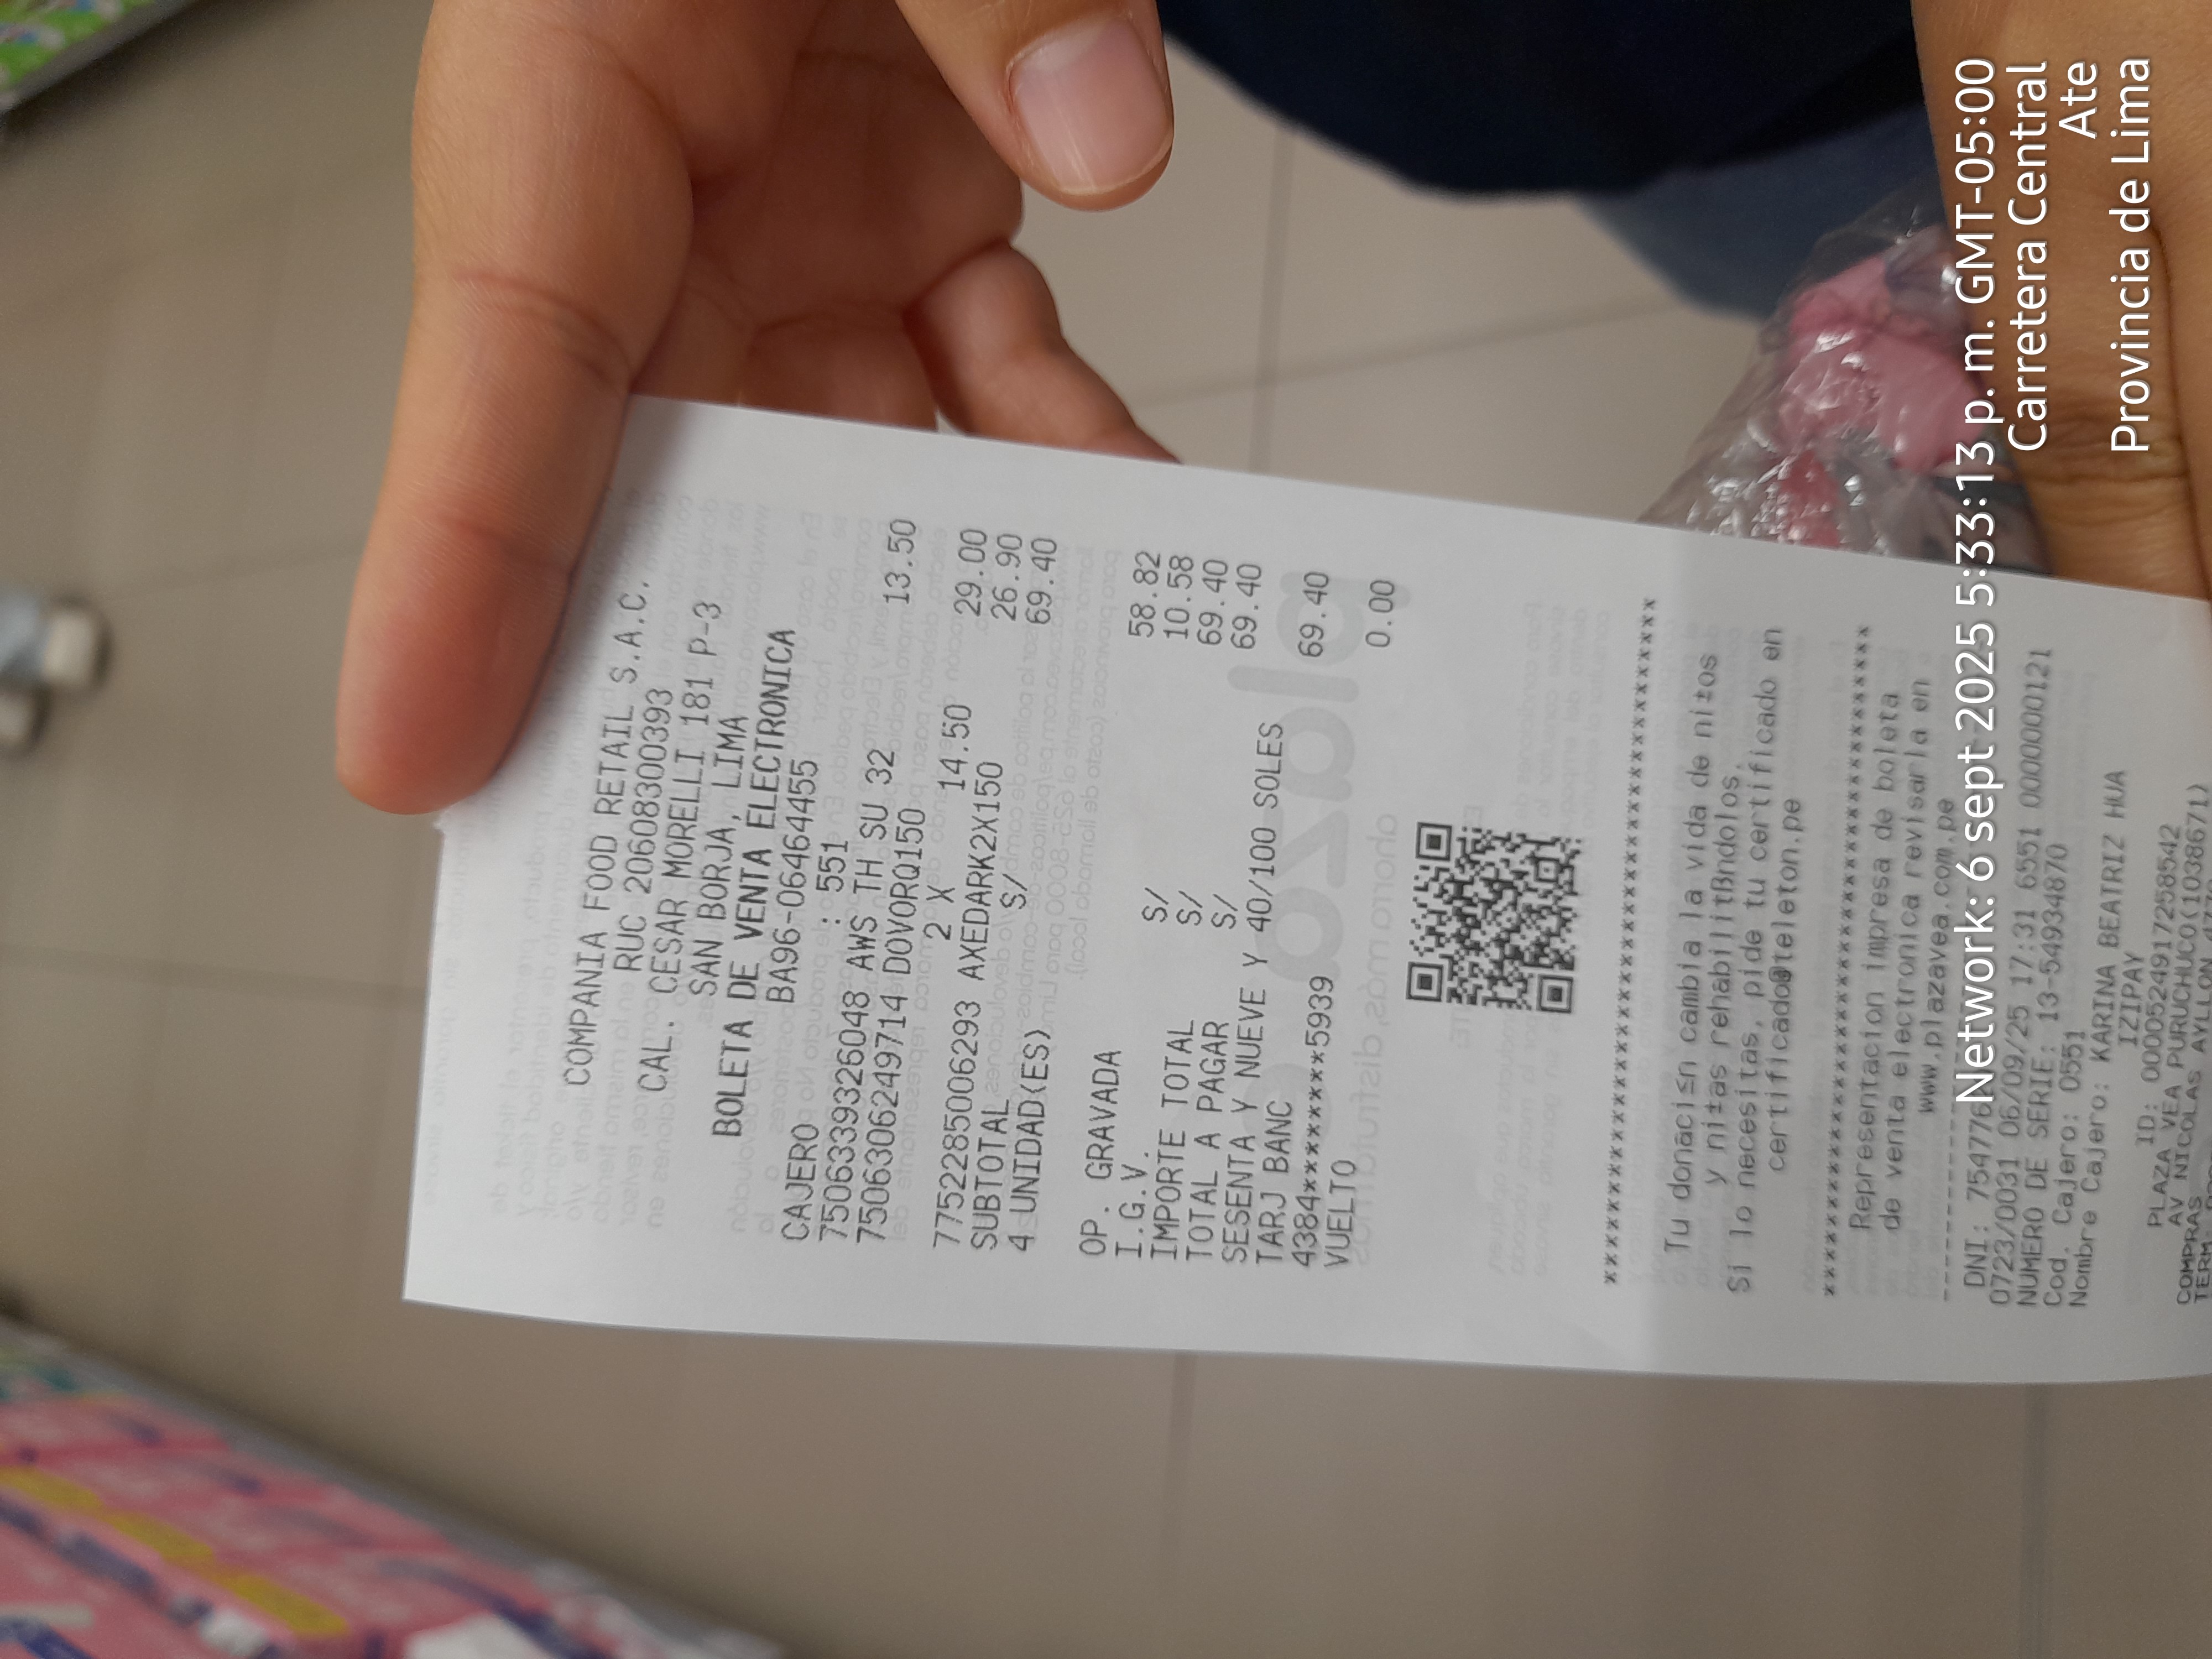 COMPANIA FOOD RETAIL S.A.C.
RUC 20608300393
CAL. CESAR MORELLI 181 P-3
SAN BORJA, LIMA
BOLETA DE VENTA ELECTRONICA
BA96-06464455
CAJERO : 551
7506339326048 AWS TH SU 32 13.50
7506306249714 DOVORQ150
2 X 14.50 29.00
7752285006293 AXEDARK2X150 26.90
SUBTOTAL S/ 69.40
4 UNIDAD(ES)
OP. GRAVADA S/ 58.82
I.G.V. S/ 10.58
IMPORTE TOTAL S/ 69.40
TOTAL A PAGAR 69.40
SESENTA Y NUEVE Y 40/100 SOLES
TARJ BANC 69.40
4384********5939
VUELTO 0.00
*****************************************
Tu donaci≤n cambia la vida de ni±os
y ni±as rehabilitßndolos.
Si lo necesitas, pide tu certificado en
certificado@teleton.pe
*****************************************
Representacion impresa de boleta
de venta electronica revisarla en
www.plazavea.com.pe
DNI:
Network: 6 sept 2025 5:33:13 p. m. GMT-05:00
0723/0031 06/09/25 17:31 6551 0000000121
Carretera Central
NUMERO DE SERIE: 13-54934870
Cod. Cajero: 0551
Ate
Nombre Cajero: KARINA BEATRIZ HUA
Provincia de Lima
IZIPAY
ID: 0000524917258542
PLAZA VEA PURUCHUCO(1038671)
AV NICOLAS AYLLON
COMPRAS
TERM: